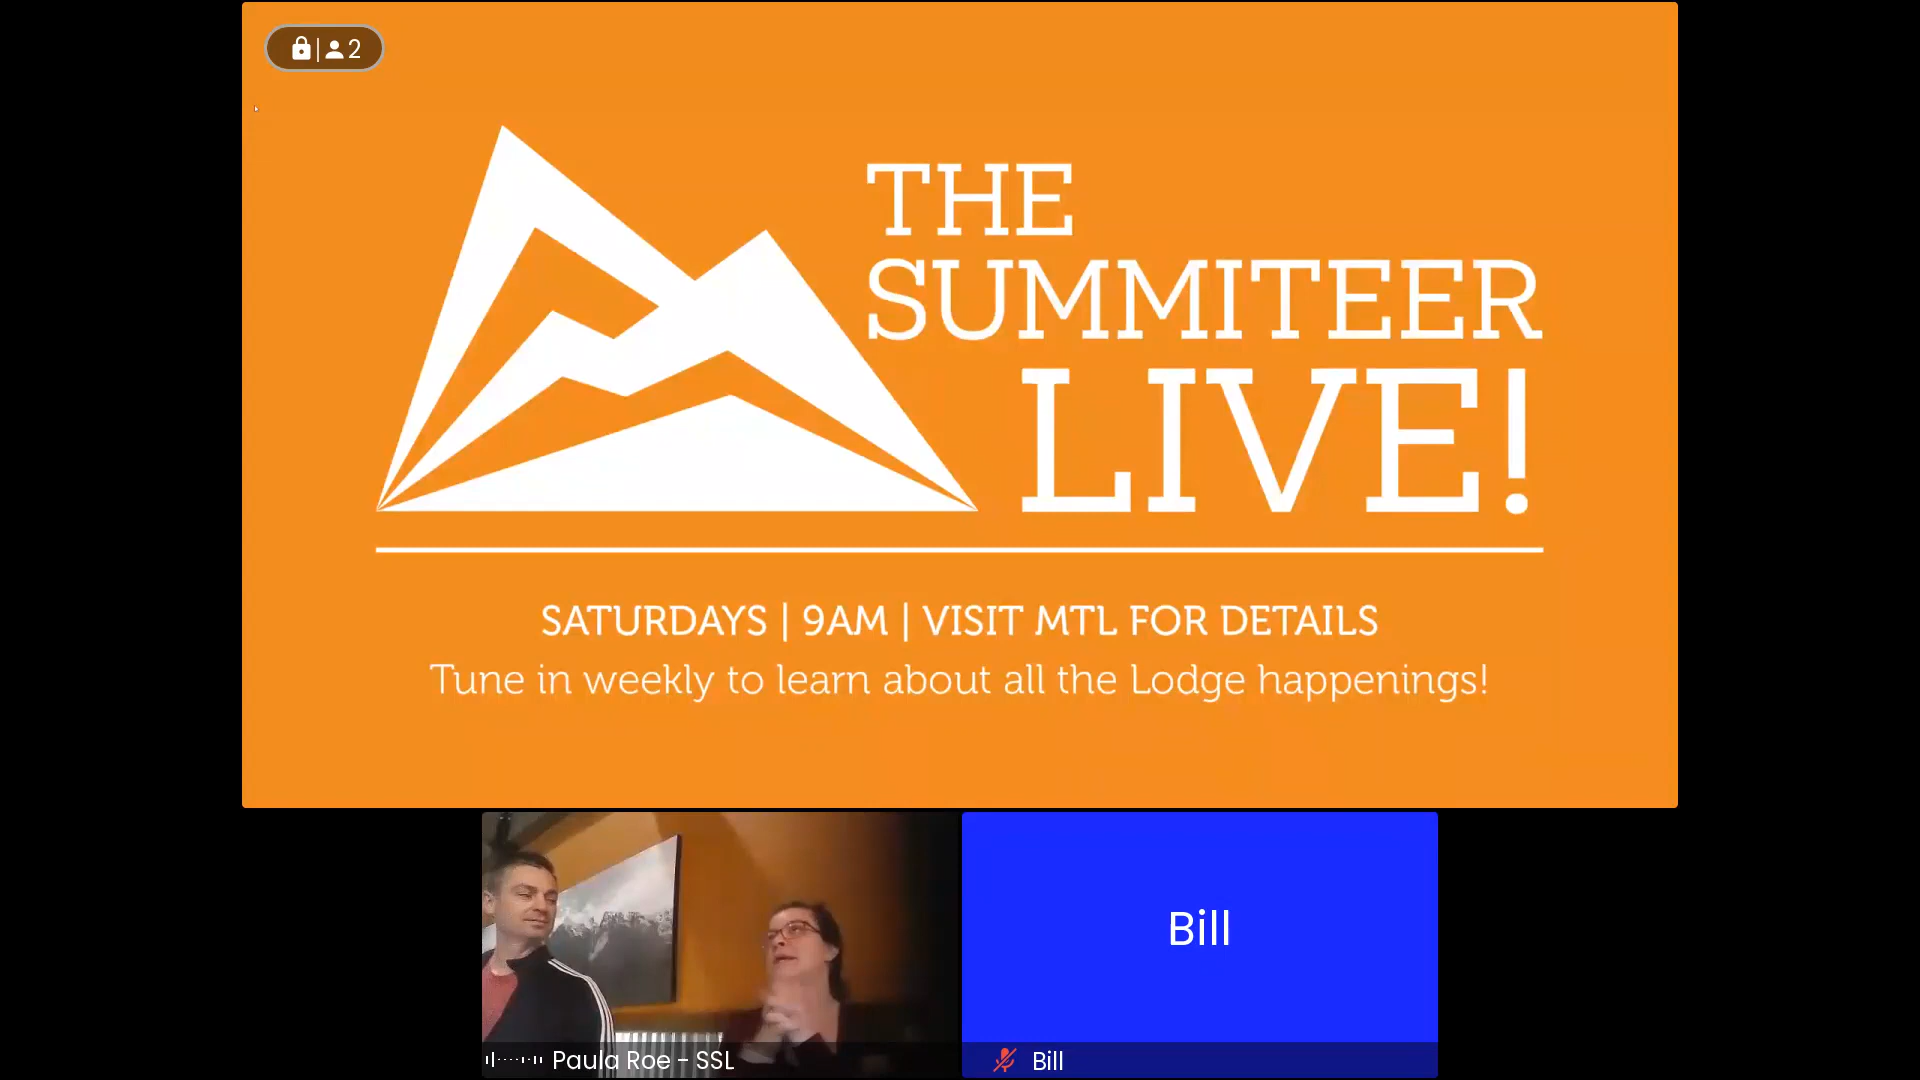 2
THE
SUMMITEER
LIVE!
SATURDAYS | 9AM | VISIT MTL FOR DETAILS
Tune in weekly to learn about all the Lodge happenings!
Bill
Paula Roe - SSL
Bill